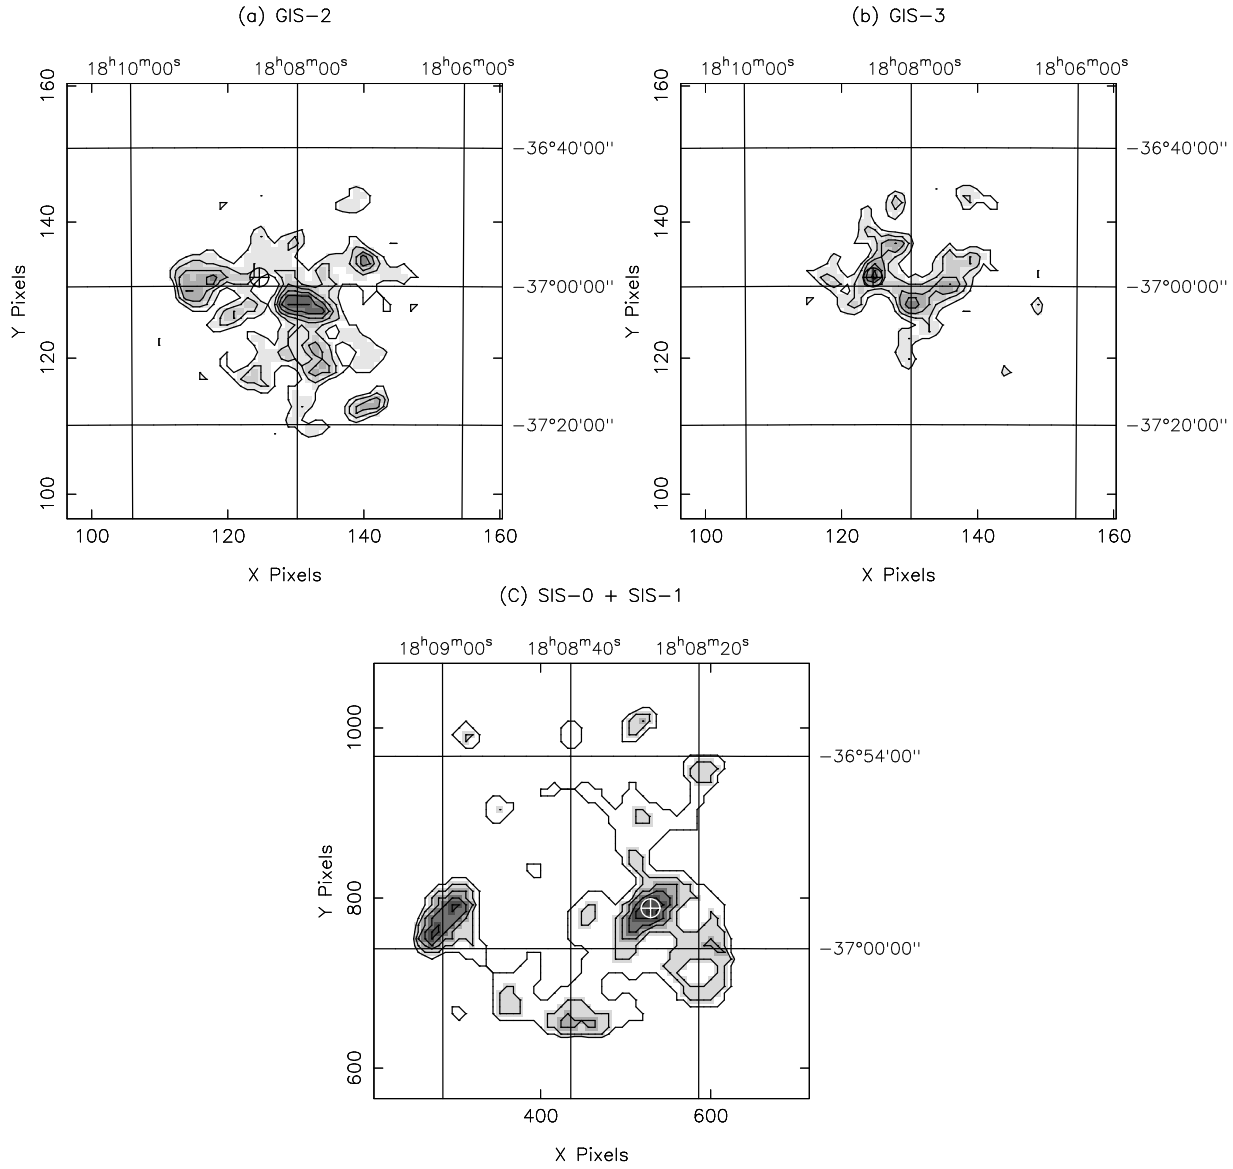 (a) GIS-2
(b) GIS-3
18ʰ10ᵐ00ˢ 18ʰ08ᵐ00ˢ 18ʰ06ᵐ00ˢ
18ʰ10ᵐ00ˢ 18ʰ08ᵐ00ˢ 18ʰ06ᵐ00ˢ
160
140
120
100
Y Pixels
-36°40'00"
-37°00'00"
-37°20'00"
100 120 140 160
X Pixels
160
140
120
100
Y Pixels
-36°40'00"
-37°00'00"
-37°20'00"
100 120 140 160
X Pixels
(C) SIS-0 + SIS-1
18ʰ09ᵐ00ˢ 18ʰ08ᵐ40ˢ 18ʰ08ᵐ20ˢ
1000
800
600
Y Pixels
-36°54'00"
-37°00'00"
400 600
X Pixels